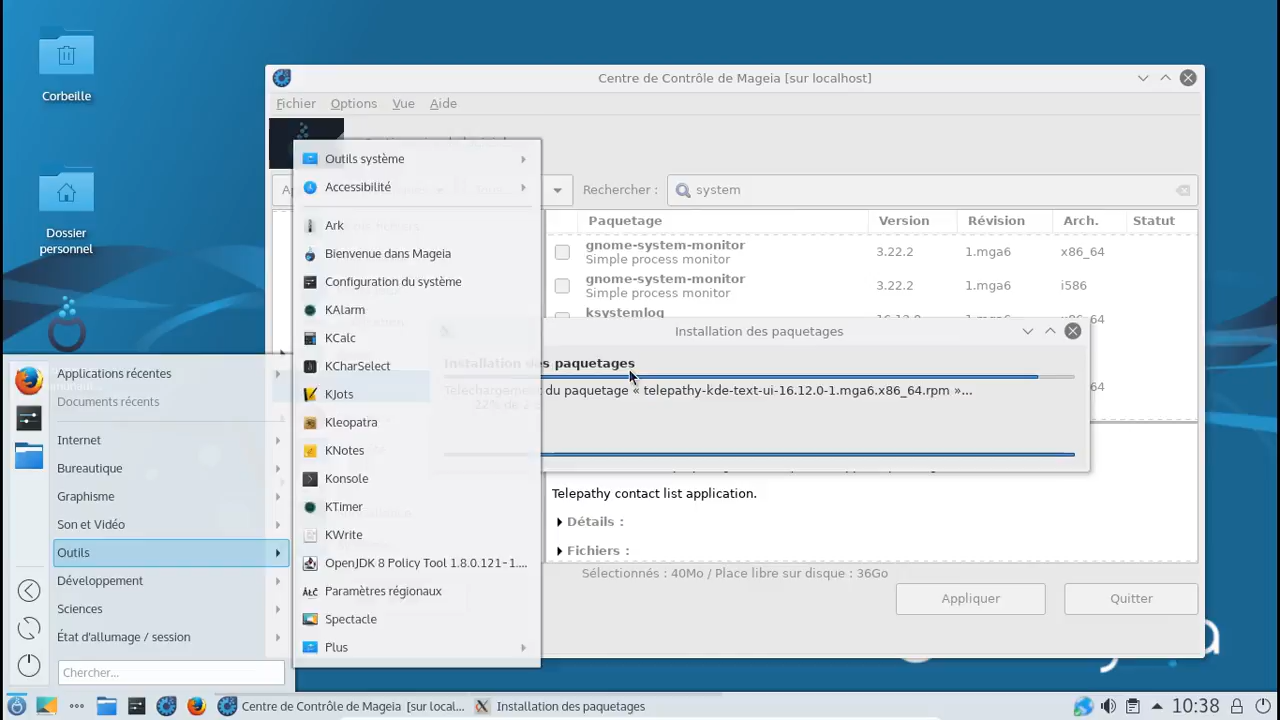 Corbeille
Dossier
personnel
Centre de Contrôle de Mageia [sur localhost]
Fichier
Options
Vue
Aide
Rechercher :
system
Paquetage
Version
Révision
Arch.
Statut
gnome-system-monitor
Simple process monitor
3.22.2
1.mga6
x86_64
gnome-system-monitor
Simple process monitor
3.22.2
1.mga6
i586
ksystemlog
Installation des paquetages
Installation des paquetages
Telechargement du paquetage « telepathy-kde-text-ui-16.12.0-1.mga6.x86_64.rpm »...
Telepathy contact list application.
Détails :
Fichiers :
Sélectionnés : 40Mo / Place libre sur disque : 36Go
Appliquer
Quitter
Outils système
Accessibilité
Ark
Bienvenue dans Mageia
Configuration du système
KAlarm
KCalc
KCharSelect
KJots
Kleopatra
KNotes
Konsole
KTimer
KWrite
OpenJDK 8 Policy Tool 1.8.0.121-1....
Paramètres régionaux
Spectacle
Plus
Applications récentes
Documents récents
Internet
Bureautique
Graphisme
Son et Vidéo
Outils
Développement
Sciences
État d'allumage / session
Chercher...
Centre de Contrôle de Mageia [sur local...
Installation des paquetages
10:38